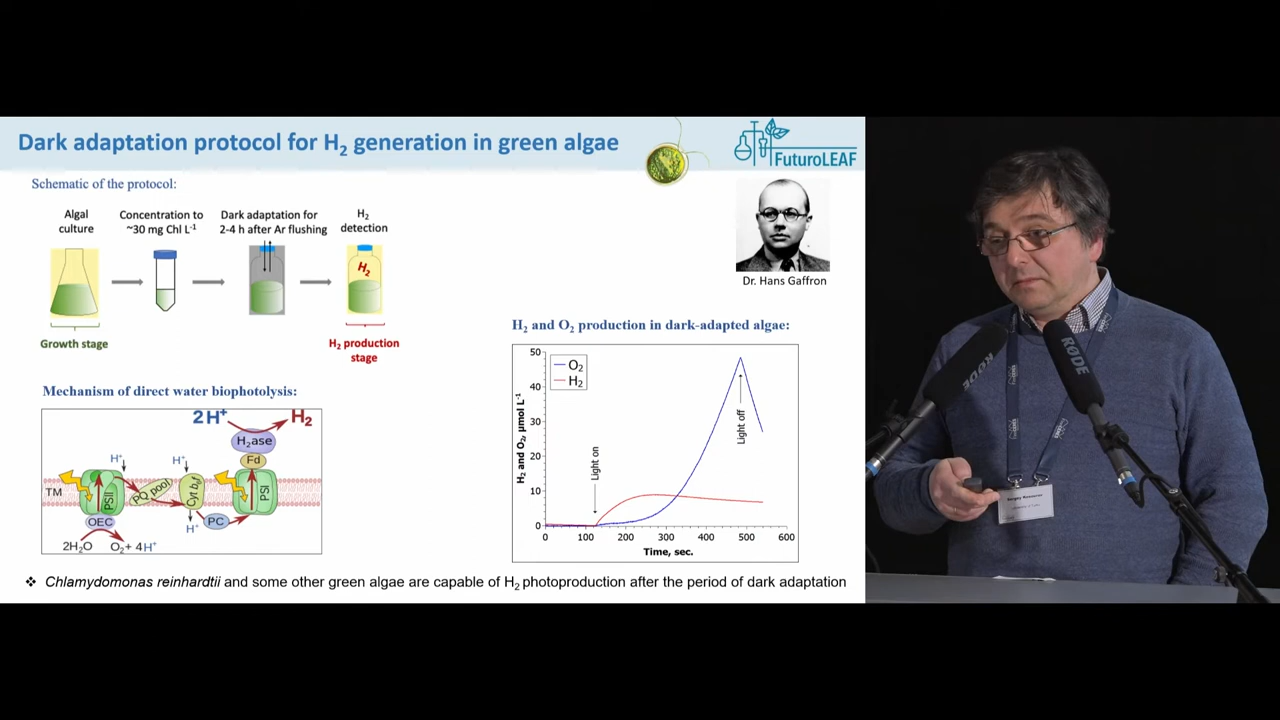 Dark adaptation protocol for H2 generation in green algae
FuturoLEAF
Schematic of the protocol:
Algal
culture
Concentration to
~30 mg Chl L-1
Dark adaptation for
2-4 h after Ar flushing
H2
detection
H2
Growth stage
H2 production
stage
Dr. Hans Gaffron
Mechanism of direct water biophotolysis:
2H+
H2
H2ase
Fd
H+
H+
TM
PSII
PQ pool
Cyt b6f
PSI
OEC
H+
PC
2H2O
O2+ 4H+
H2 and O2 production in dark-adapted algae:
H2 and O2, μmol L-1
50
40
30
20
10
0
O2
H2
Light on
Light off
0
100
200
300
400
500
600
Time, sec.
❖ Chlamydomonas reinhardtii and some other green algae are capable of H2 photoproduction after the period of dark adaptation
RØDE
RØDE